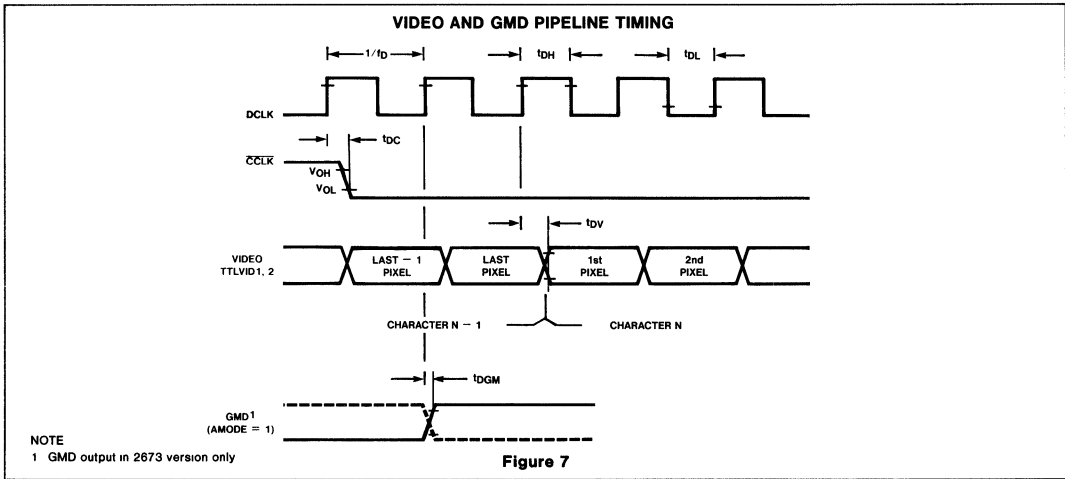 VIDEO AND GMD PIPELINE TIMING
1/fD
tDH
tDL
DCLK
tDC
CCLK
VOH
VOL
tDV
VIDEO
TTLVID1, 2
LAST − 1
PIXEL
LAST
PIXEL
1st
PIXEL
2nd
PIXEL
CHARACTER N − 1
CHARACTER N
tDGM
GMD1
(AMODE = 1)
NOTE
1 GMD output in 2673 version only
Figure 7